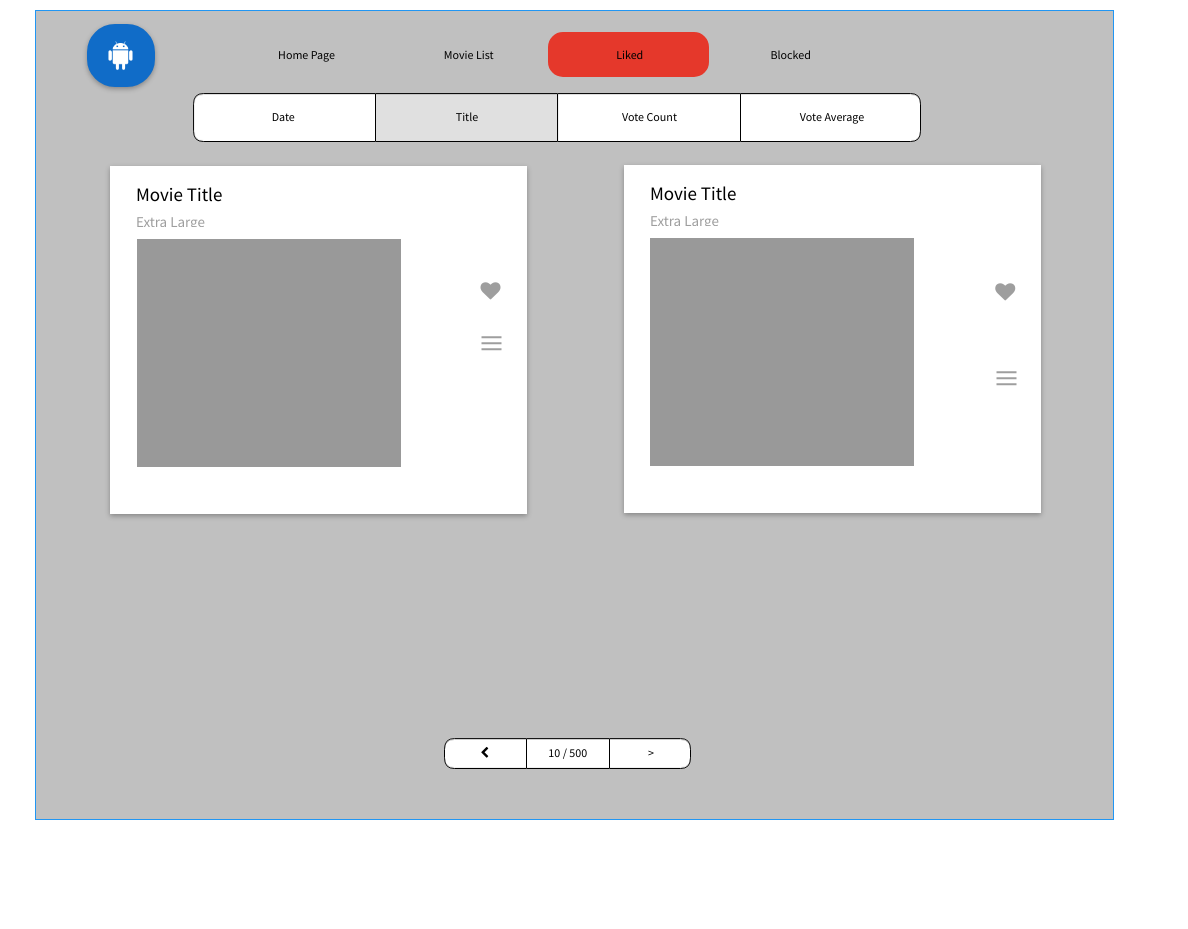 Home Page
Movie List
Liked
Blocked
Date
Title
Vote Count
Vote Average
Movie Title
Extra Large
Movie Title
Extra Large
10 / 500
>